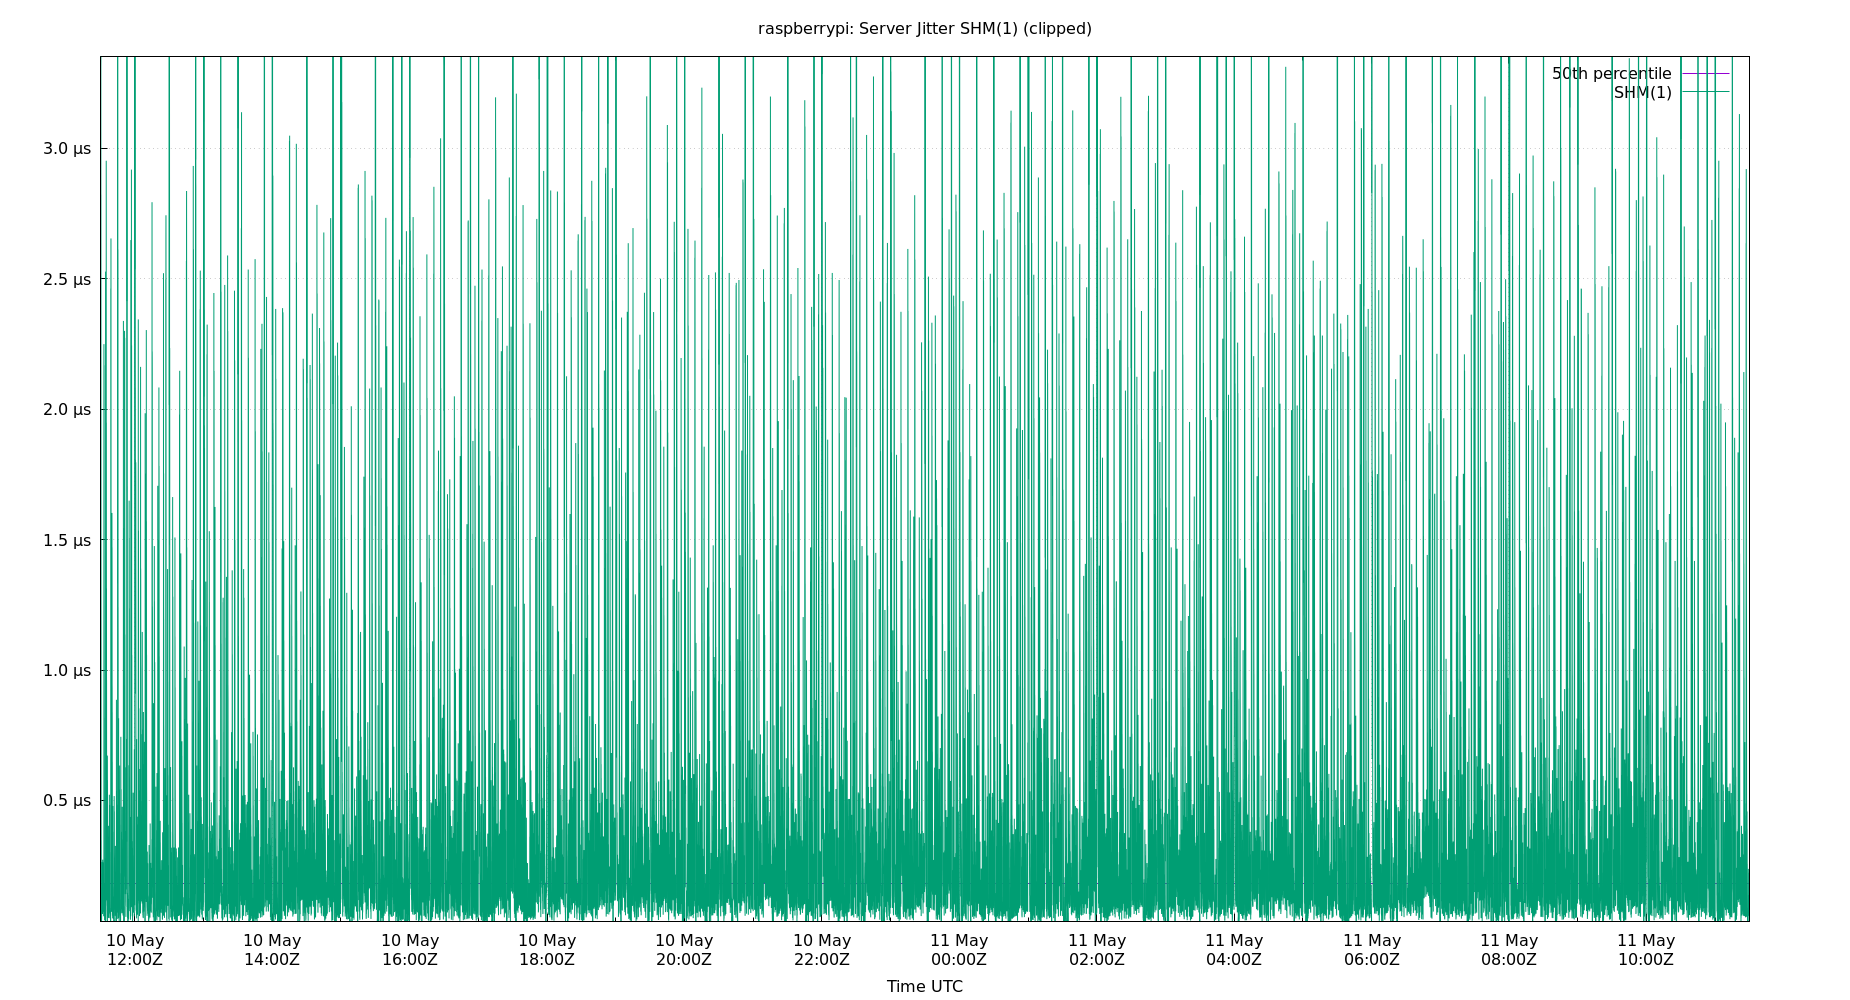 raspberrypi: Server Jitter SHM(1) (clipped)
50th percentile
SHM(1)
3.0 µs
2.5 µs
2.0 µs
1.5 µs
1.0 µs
0.5 µs
10 May 10 May 10 May 10 May 10 May 10 May 11 May 11 May 11 May 11 May 11 May 11 May
12:00Z 14:00Z 16:00Z 18:00Z 20:00Z 22:00Z 00:00Z 02:00Z 04:00Z 06:00Z 08:00Z 10:00Z
Time UTC